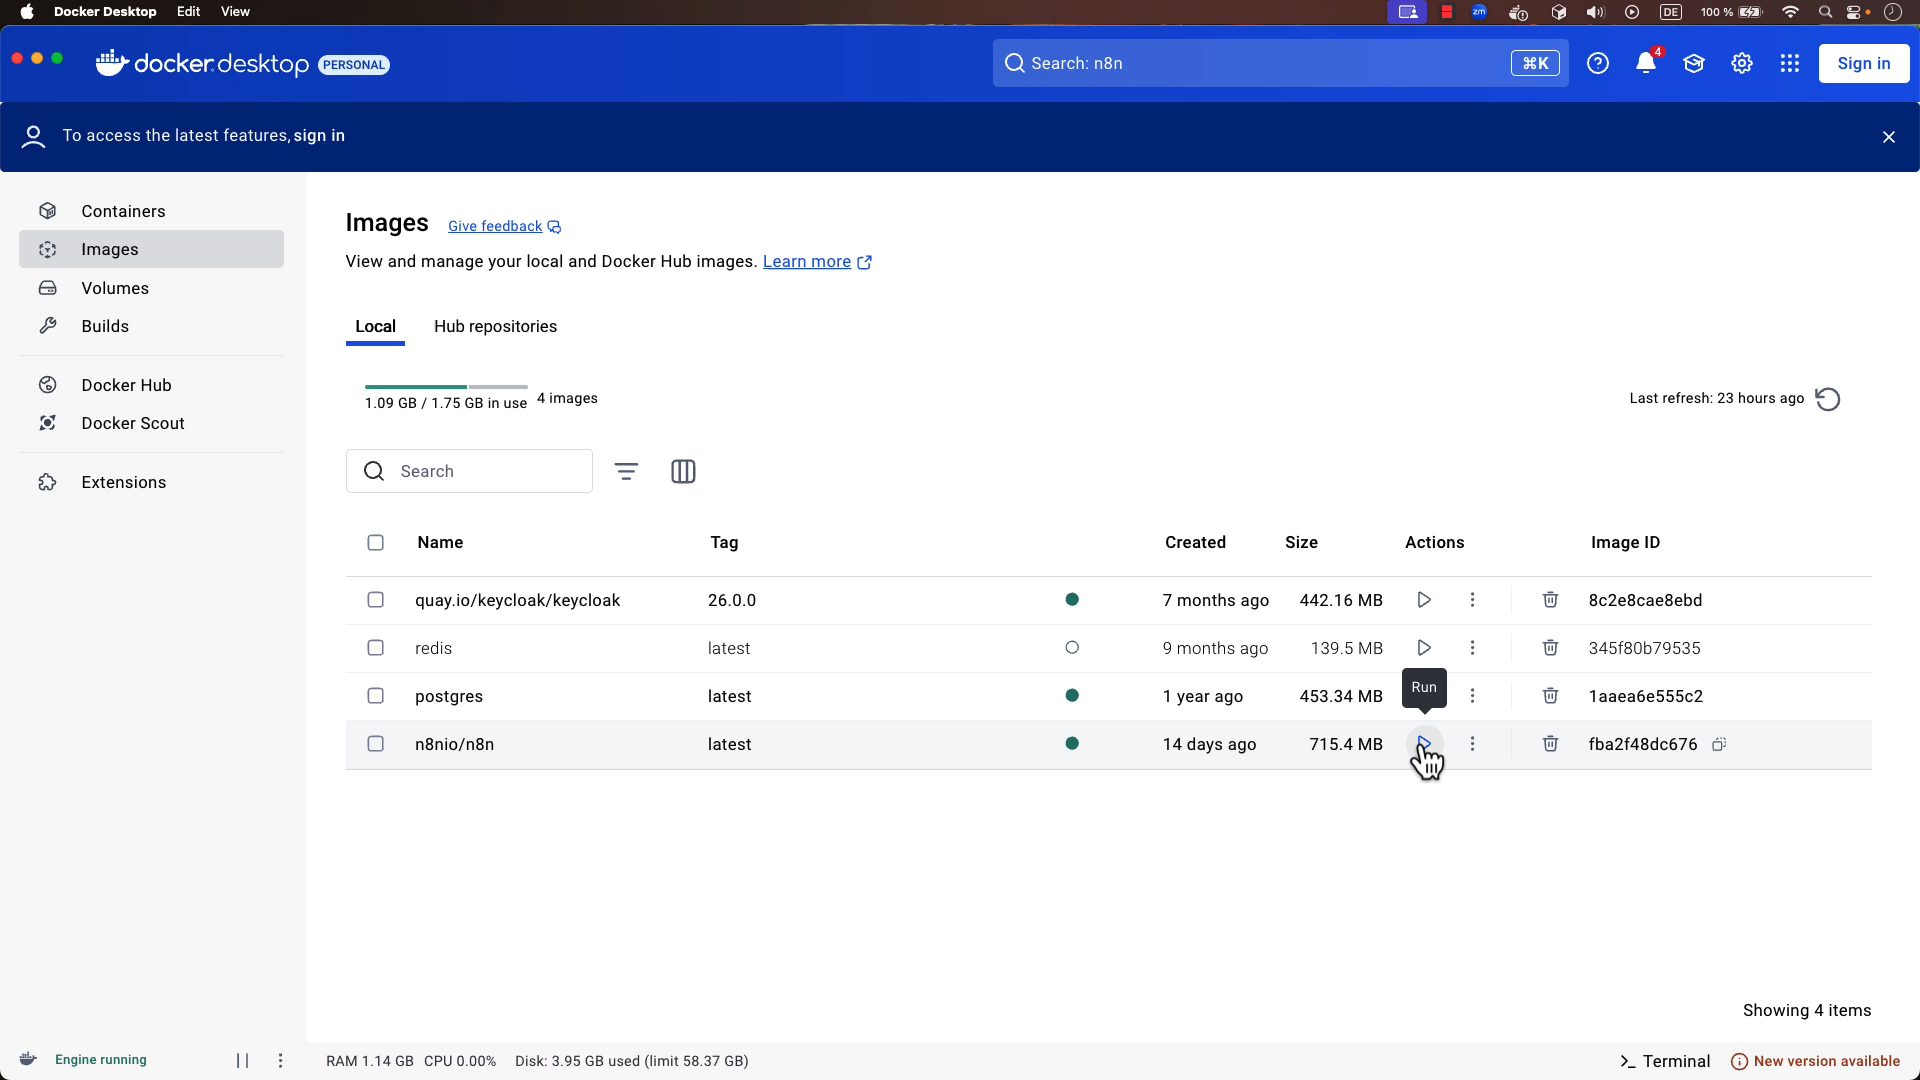 Docker Desktop Edit View
zm DE 100 %
docker.desktop PERSONAL
Search: n8n ⌘K
4
Sign in
To access the latest features, sign in
Containers
Images
Volumes
Builds
Docker Hub
Docker Scout
Extensions
Images Give feedback
View and manage your local and Docker Hub images. Learn more
Local Hub repositories
1.09 GB / 1.75 GB in use 4 images
Last refresh: 23 hours ago
Search
Name Tag Created Size Actions Image ID
quay.io/keycloak/keycloak 26.0.0 7 months ago 442.16 MB 8c2e8cae8ebd
redis latest 9 months ago 139.5 MB 345f80b79535
Run
postgres latest 1 year ago 453.34 MB 1aaea6e555c2
n8nio/n8n latest 14 days ago 715.4 MB fba2f48dc676
Showing 4 items
Engine running
RAM 1.14 GB CPU 0.00% Disk: 3.95 GB used (limit 58.37 GB)
>_ Terminal New version available